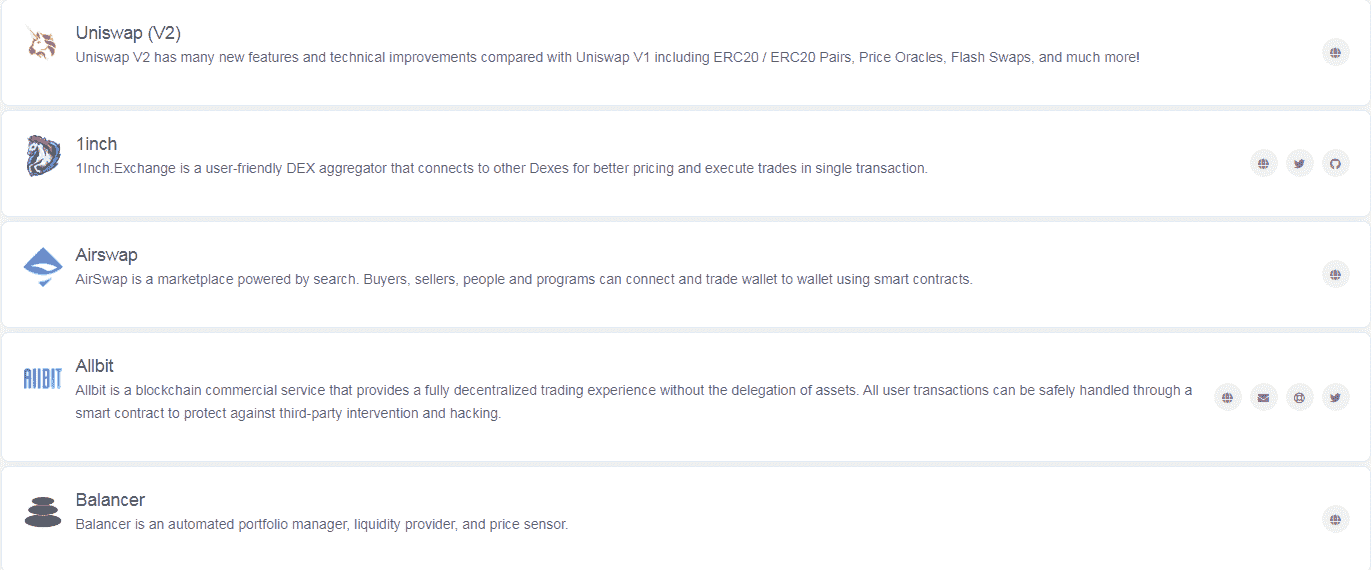 Uniswap (V2)
Uniswap V2 has many new features and technical improvements compared with Uniswap V1 including ERC20 / ERC20 Pairs, Price Oracles, Flash Swaps, and much more!
1inch
1Inch.Exchange is a user-friendly DEX aggregator that connects to other Dexes for better pricing and execute trades in single transaction.
Airswap
AirSwap is a marketplace powered by search. Buyers, sellers, people and programs can connect and trade wallet to wallet using smart contracts.
AllBIT
Allbit
Allbit is a blockchain commercial service that provides a fully decentralized trading experience without the delegation of assets. All user transactions can be safely handled through a
smart contract to protect against third-party intervention and hacking.
Balancer
Balancer is an automated portfolio manager, liquidity provider, and price sensor.